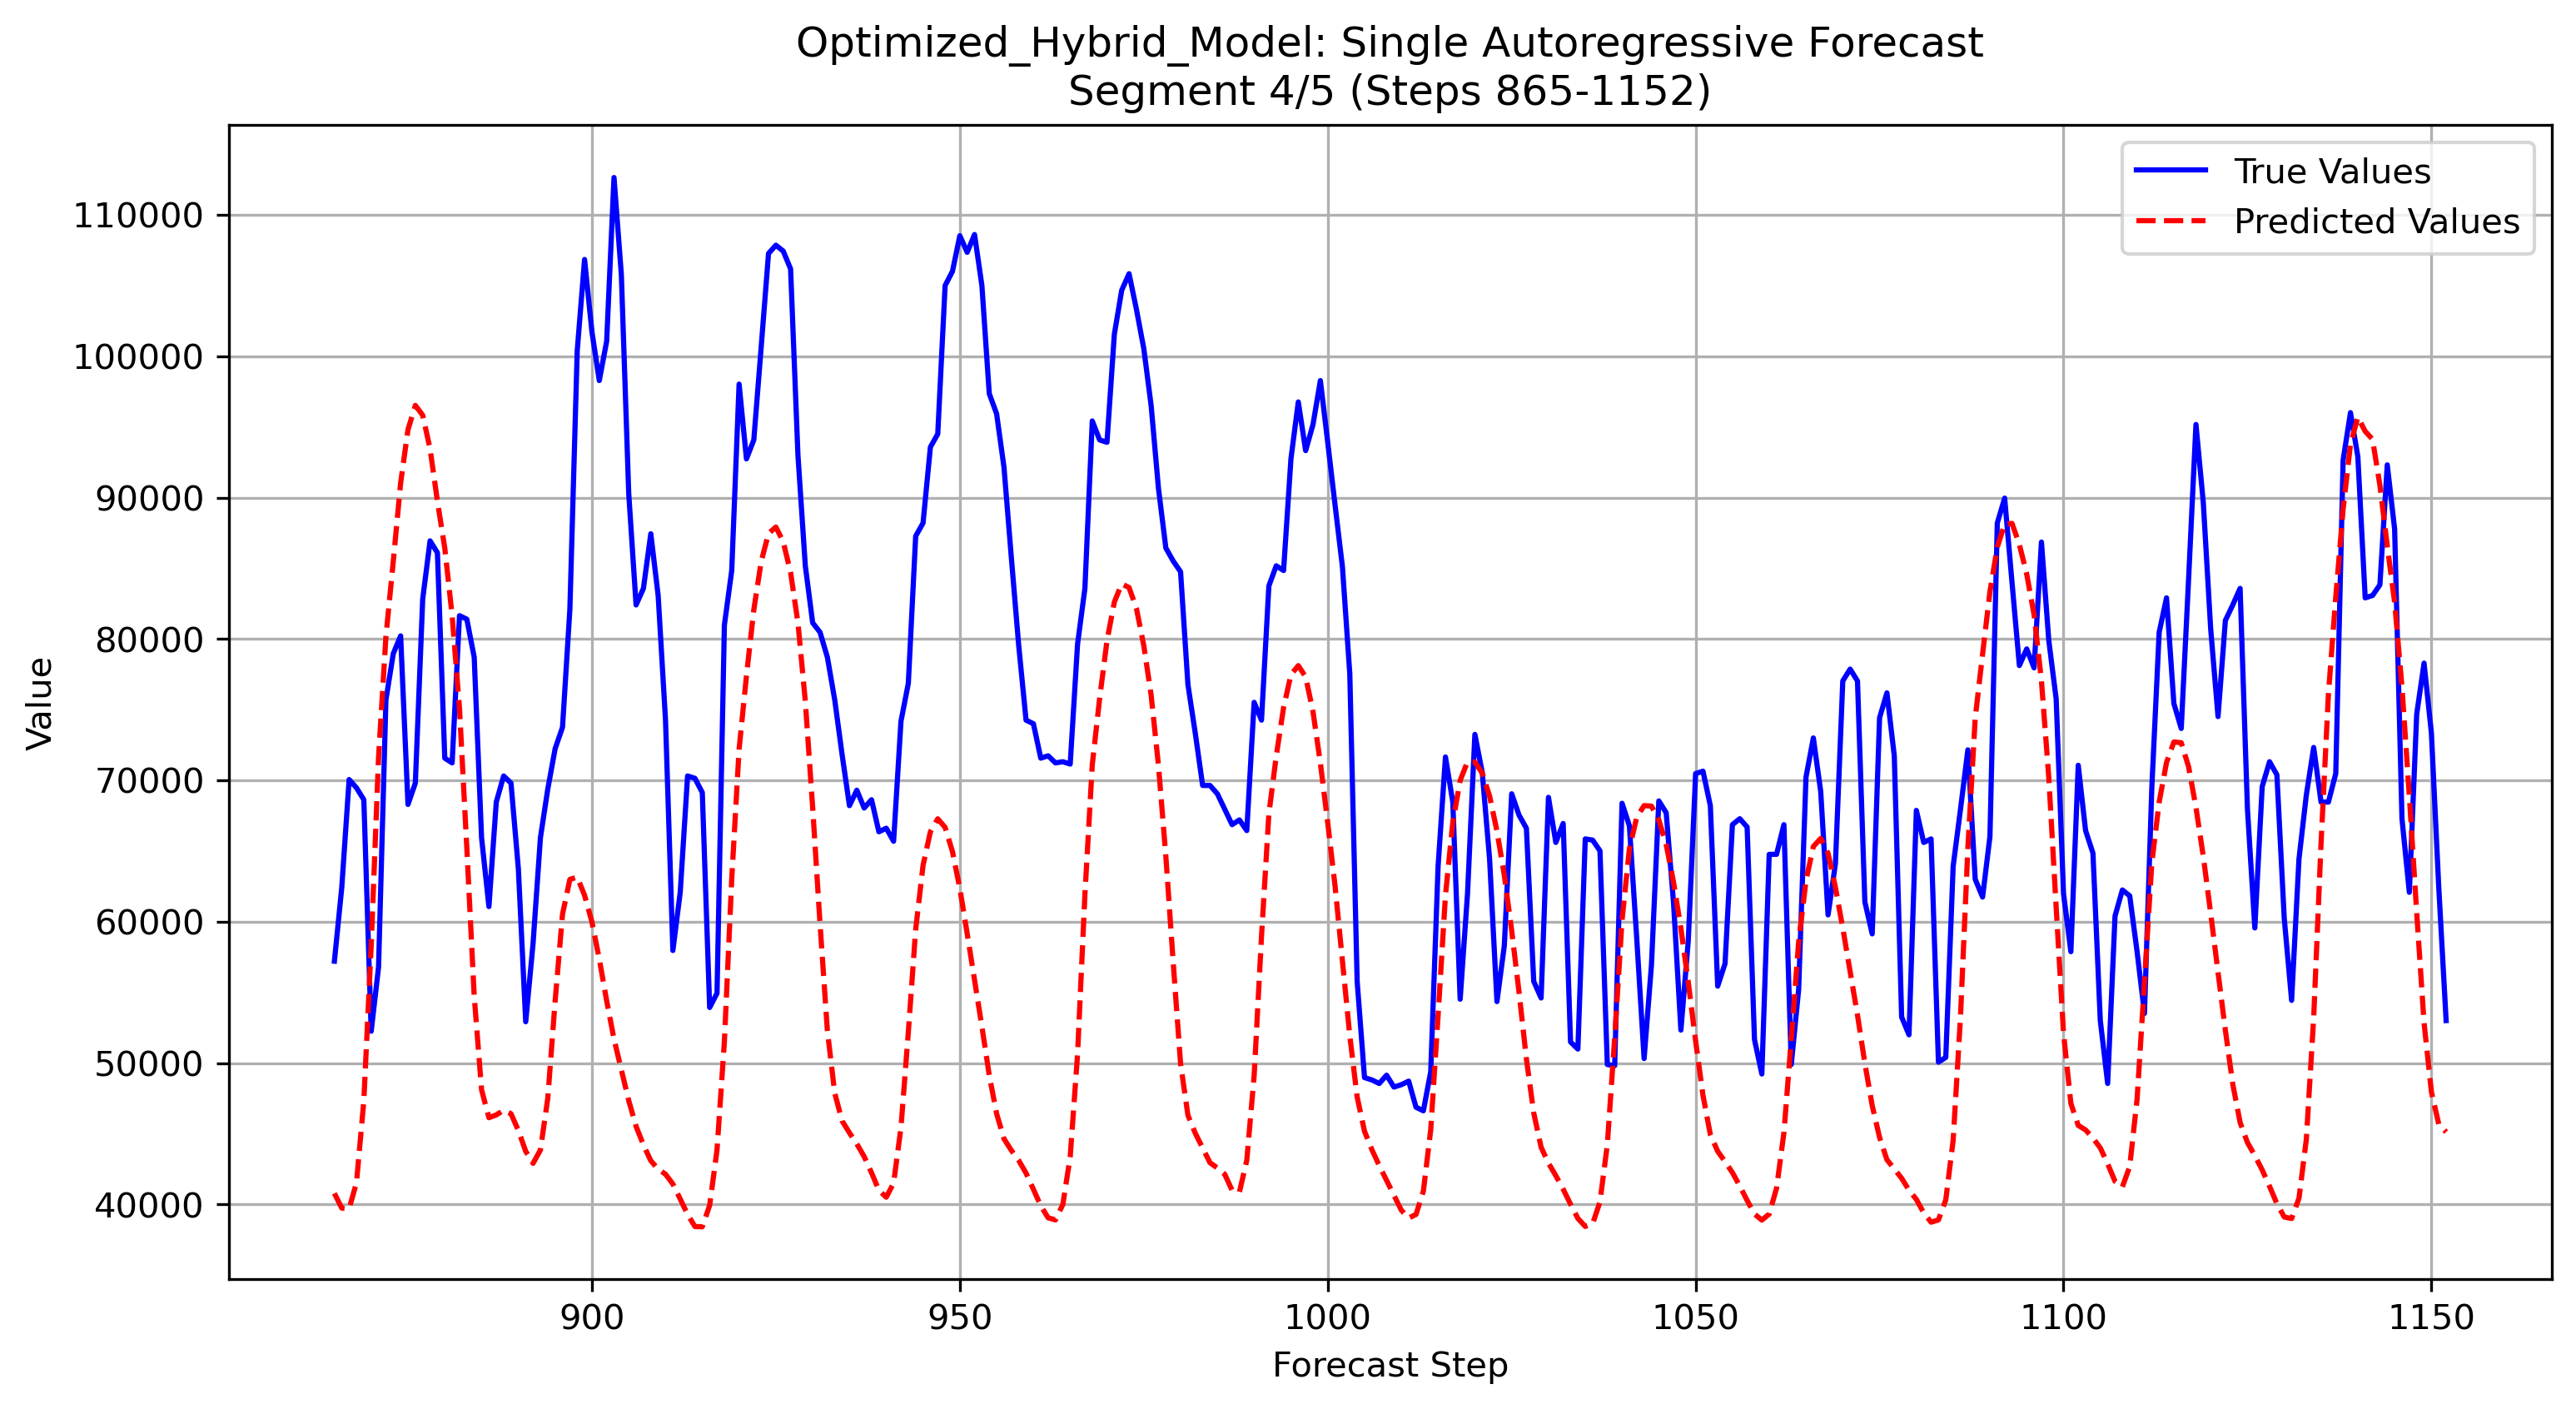 Optimized_Hybrid_Model: Single Autoregressive Forecast
Segment 4/5 (Steps 865-1152)
True Values
Predicted Values
Value
110000
100000
90000
80000
70000
60000
50000
40000
900
950
1000
1050
1100
1150
Forecast Step